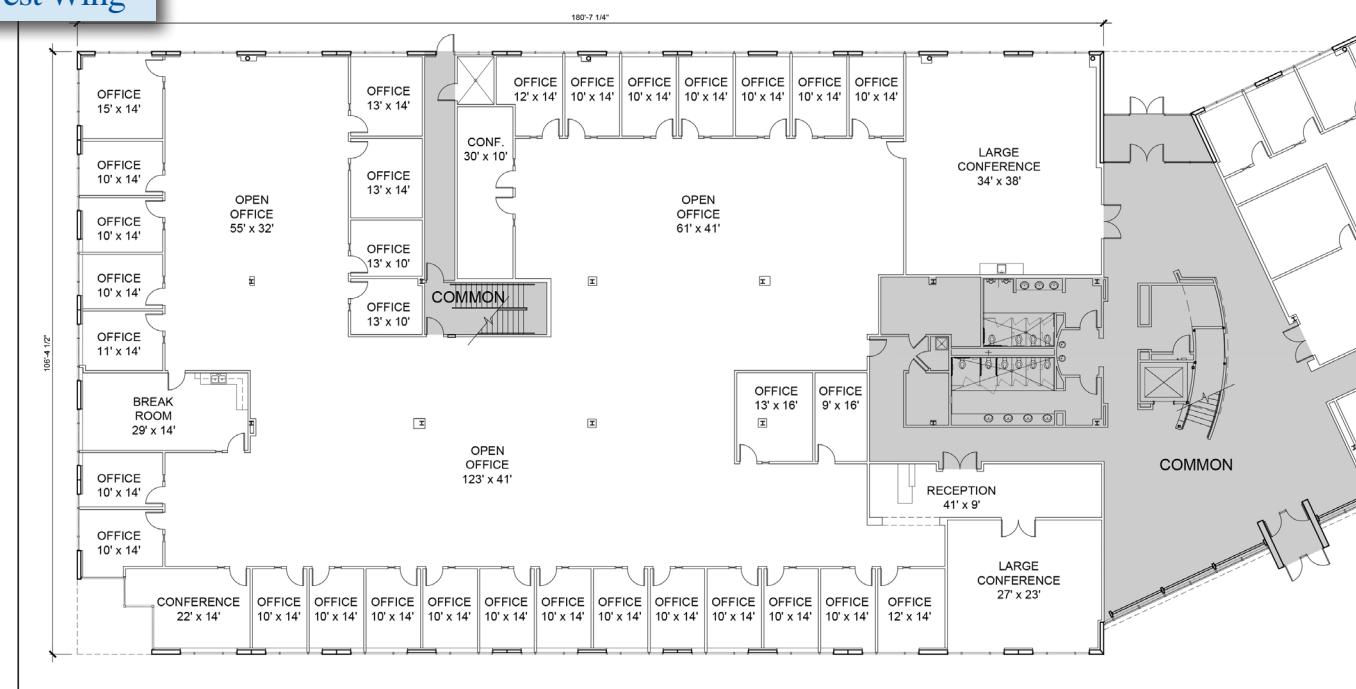 est Wing
180'-7 1/4"
106'-4 1/2"
OFFICE
15' x 14'
OFFICE
10' x 14'
OFFICE
10' x 14'
OFFICE
10' x 14'
OFFICE
11' x 14'
BREAK
ROOM
29' x 14'
OFFICE
10' x 14'
OFFICE
10' x 14'
OPEN
OFFICE
55' x 32'
OFFICE
13' x 14'
OFFICE
13' x 14'
OFFICE
13' x 10'
OFFICE
13' x 10'
COMMON
CONF.
30' x 10'
OFFICE
12' x 14'
OFFICE
10' x 14'
OFFICE
10' x 14'
OFFICE
10' x 14'
OFFICE
10' x 14'
OFFICE
10' x 14'
OFFICE
10' x 14'
OPEN
OFFICE
61' x 41'
LARGE
CONFERENCE
34' x 38'
OFFICE
13' x 16'
OFFICE
9' x 16'
OPEN
OFFICE
123' x 41'
RECEPTION
41' x 9'
COMMON
LARGE
CONFERENCE
27' x 23'
CONFERENCE
22' x 14'
OFFICE
10' x 14'
OFFICE
10' x 14'
OFFICE
10' x 14'
OFFICE
10' x 14'
OFFICE
10' x 14'
OFFICE
10' x 14'
OFFICE
10' x 14'
OFFICE
10' x 14'
OFFICE
10' x 14'
OFFICE
10' x 14'
OFFICE
10' x 14'
OFFICE
12' x 14'